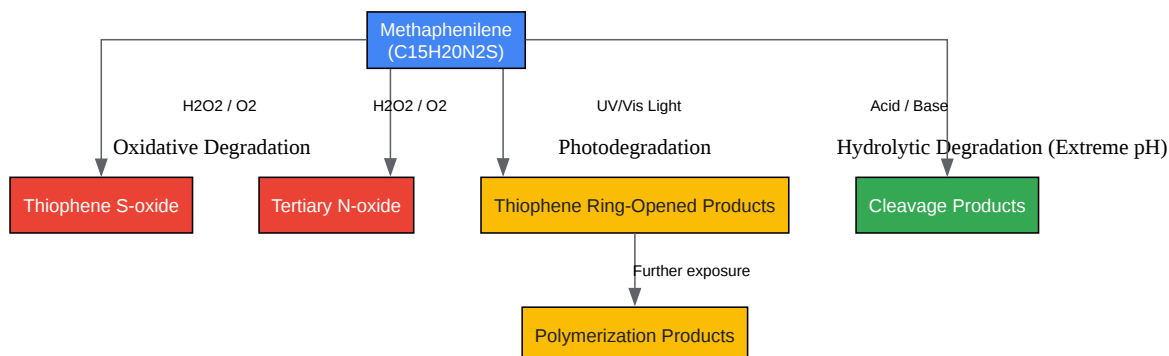 Methaphenilene
(C15H20N2S)
H2O2 / O2
H2O2 / O2
UV/Vis Light
Acid / Base
Oxidative Degradation
Photodegradation
Hydrolytic Degradation (Extreme pH)
Thiophene S-oxide
Tertiary N-oxide
Thiophene Ring-Opened Products
Cleavage Products
Further exposure
Polymerization Products